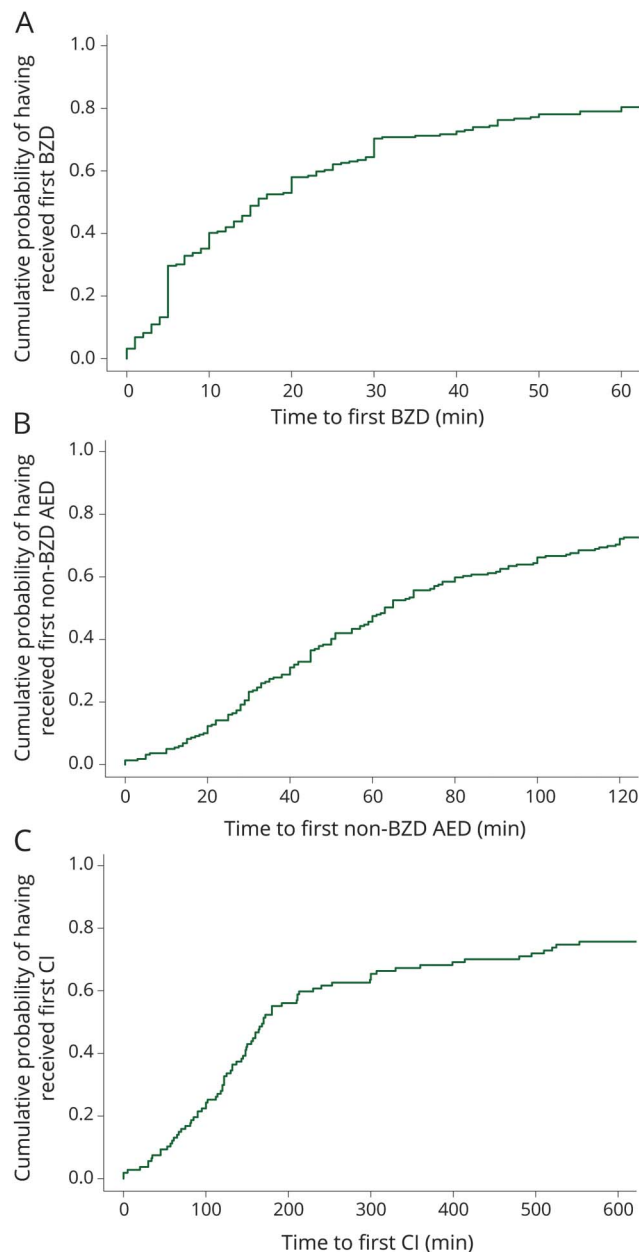 A
Cumulative probability of having
received first BZD
1.0
0.8
0.6
0.4
0.2
0.0
0 10 20 30 40 50 60
Time to first BZD (min)
B
Cumulative probability of having
received first non-BZD AED
1.0
0.8
0.6
0.4
0.2
0.0
0 20 40 60 80 100 120
Time to first non-BZD AED (min)
C
Cumulative probability of having
received first CI
1.0
0.8
0.6
0.4
0.2
0.0
0 100 200 300 400 500 600
Time to first CI (min)